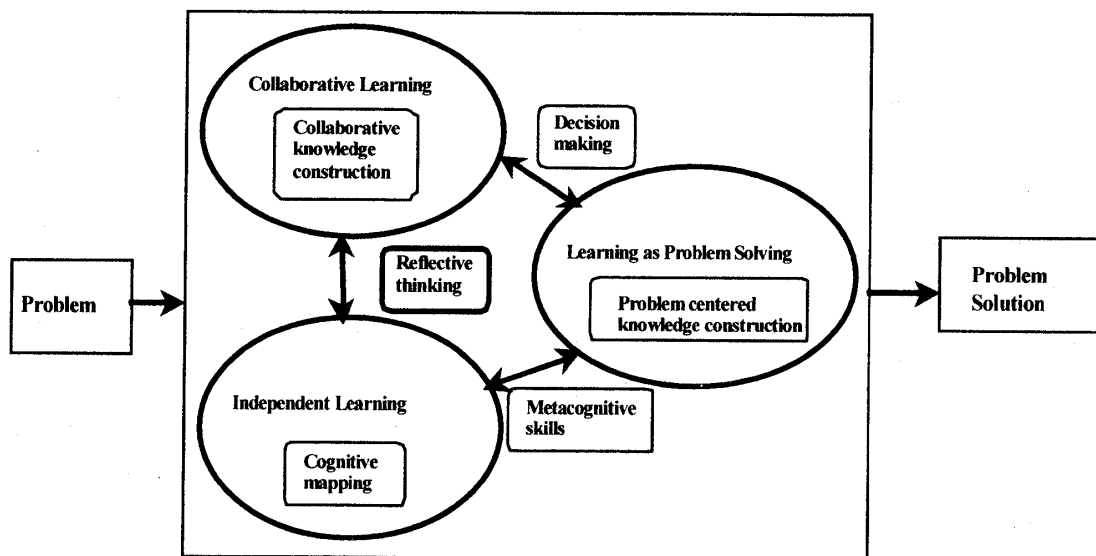 Collaborative Learning
Collaborative
knowledge
construction
Decision
making
Reflective
thinking
Learning as Problem Solving
Problem centered
knowledge construction
Problem
Problem
Solution
Independent Learning
Metacognitive
skills
Cognitive
mapping